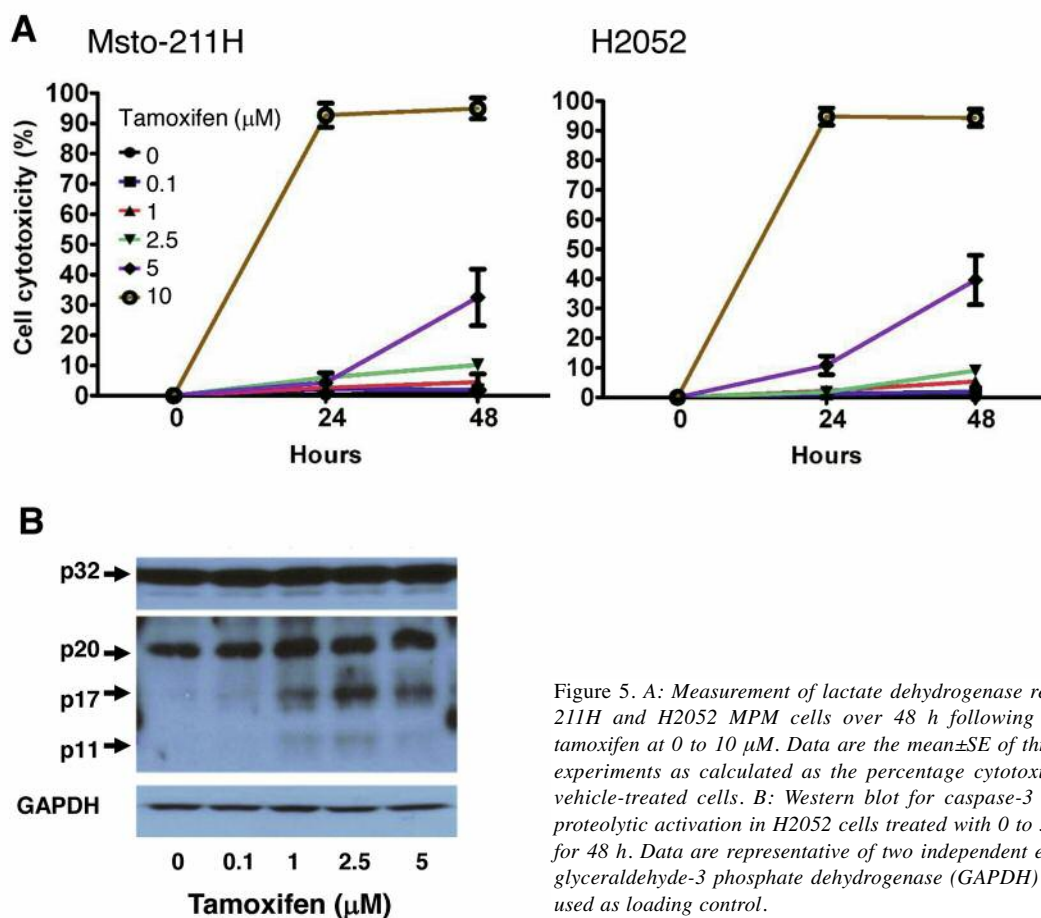 A
Msto-211H
H2052
Cell cytotoxicity (%)
100
90
80
70
60
50
40
30
20
10
0
Tamoxifen (µM)
0
0.1
1
2.5
5
10
0
24
48
Hours
100
90
80
70
60
50
40
30
20
10
0
0
24
48
Hours
B
p32
p20
p17
p11
GAPDH
0 0.1 1 2.5 5
Tamoxifen (µM)
Figure 5. A: Measurement of lactate dehydrogenase re
211H and H2052 MPM cells over 48 h following
tamoxifen at 0 to 10 µM. Data are the mean±SE of th
experiments as calculated as the percentage cytotoxi
vehicle-treated cells. B: Western blot for caspase-3
proteolytic activation in H2052 cells treated with 0 to
for 48 h. Data are representative of two independent e
glyceraldehyde-3 phosphate dehydrogenase (GAPDH)
used as loading control.